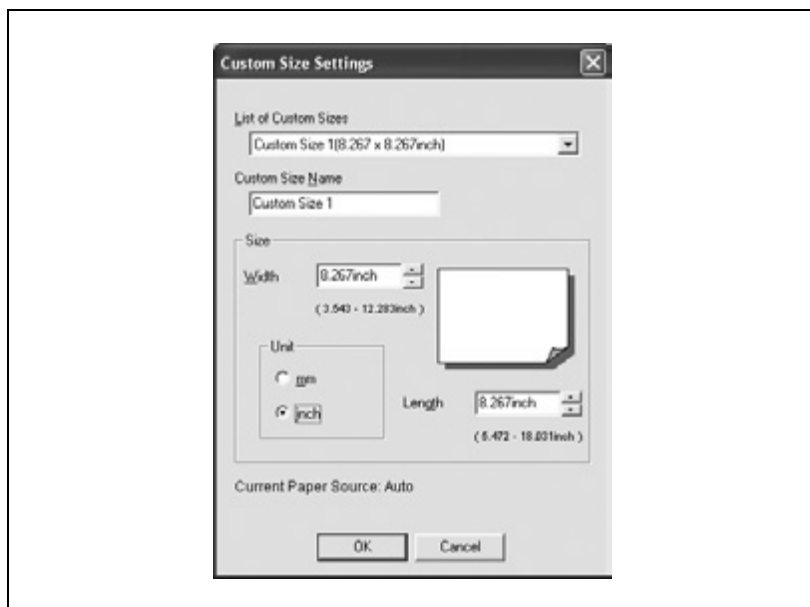 Custom Size Settings
List of Custom Sizes
Custom Size 1(8.267 x 8.267inch)
Custom Size Name
Custom Size 1
Size
Width 8.267inch
( 3.543 - 12.283inch )
Unit
mm
inch
Length 8.267inch
( 5.472 - 18.031inch )
Current Paper Source: Auto
OK Cancel